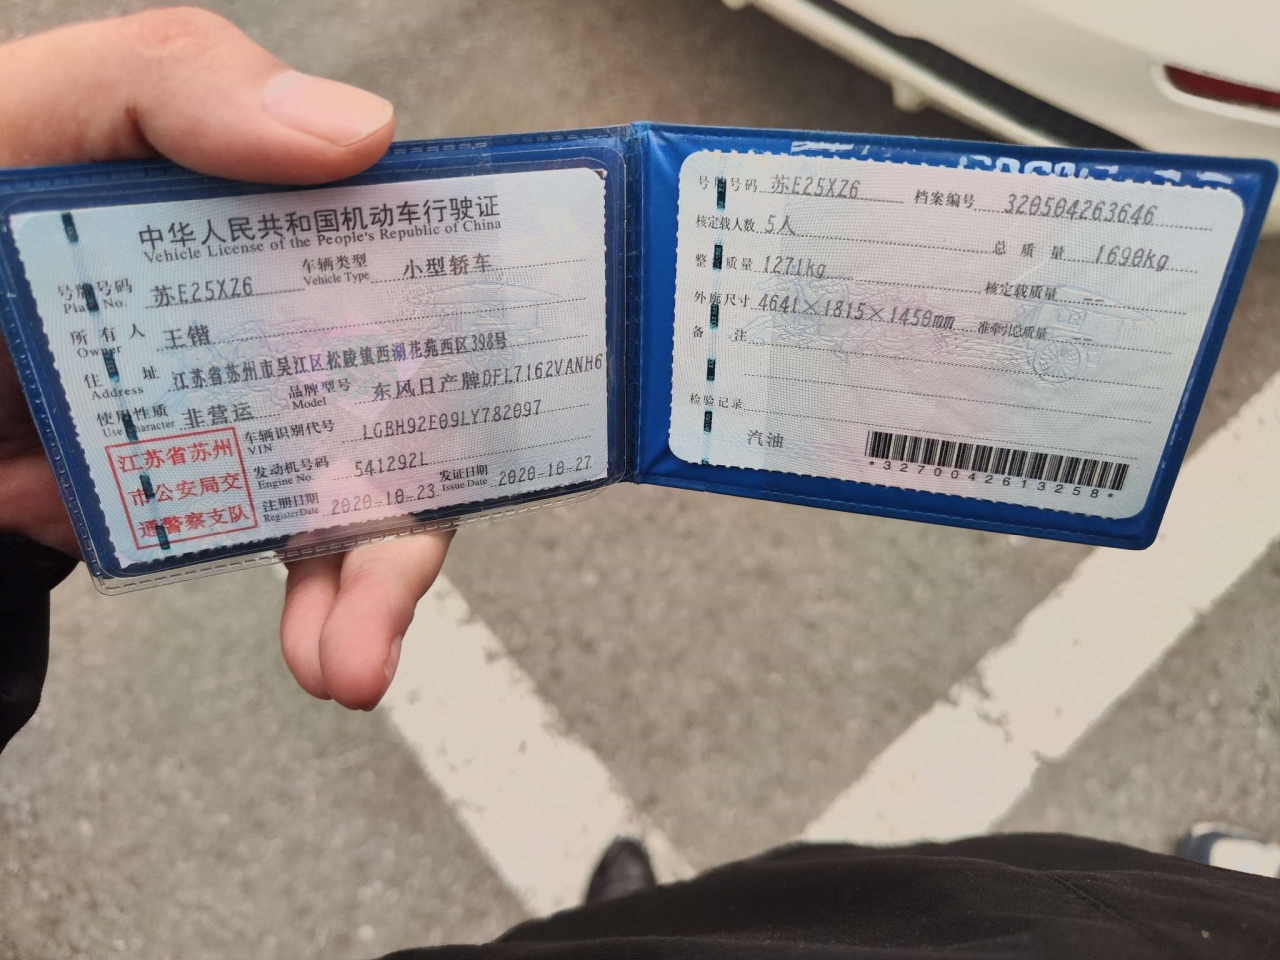 中华人民共和国机动车行驶证
Vehicle License of the People's Republic of China
号牌号码 苏E25XZ6 车辆类型 小型轿车
Plate No. Vehicle Type
所有人 王锴
Owner
住址 江苏省苏州市吴江区松陵镇西湖花苑西区398号
Address
使用性质 非营运 品牌型号 东风日产牌DFL7162VANH6
Use Character Model
江苏省苏州
市公安局交
通警察支队
车辆识别代号 LGBH92E09LY782097
VIN
发动机号码 541292L
Engine No.
注册日期 2020-10-23 发证日期 2020-10-27
Register Date Issue Date
号牌号码 苏E25XZ6 档案编号 320504263646
核定载人数 5人 总质量 1690kg
整备质量 1271kg 核定载质量 --
外廓尺寸 4641×1815×1450mm 准牵引总质量 --
备注
检验记录
汽油
*3270042613258*